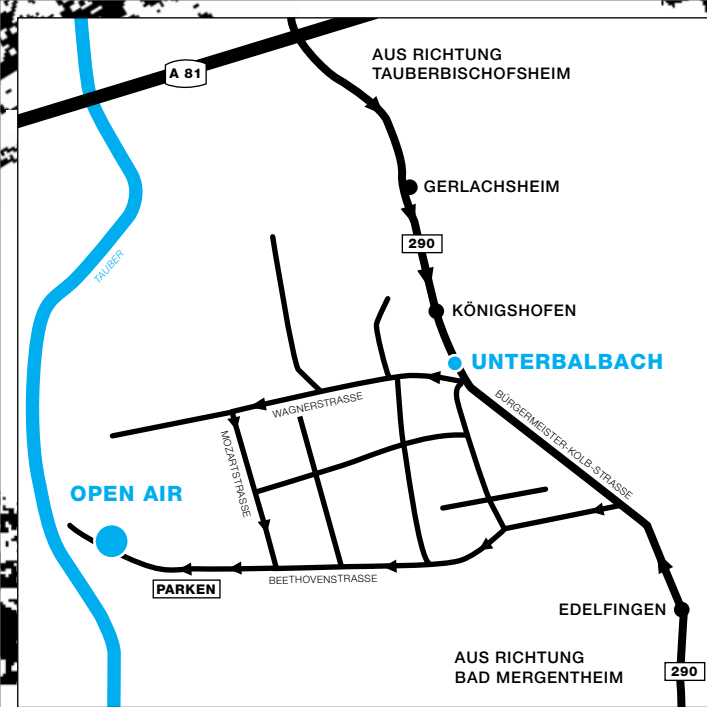 AUS RICHTUNG
TAUBERBISCHOFSHEIM
A 81
GERLACHSHEIM
290
TAUBER
KÖNIGSHOFEN
UNTERBALBACH
WAGNERSTRASSE
BÜRGERMEISTER-KOLB-STRASSE
MOZARTSTRASSE
OPEN AIR
BEETHOVENSTRASSE
PARKEN
EDELFINGEN
AUS RICHTUNG
BAD MERGENTHEIM
290